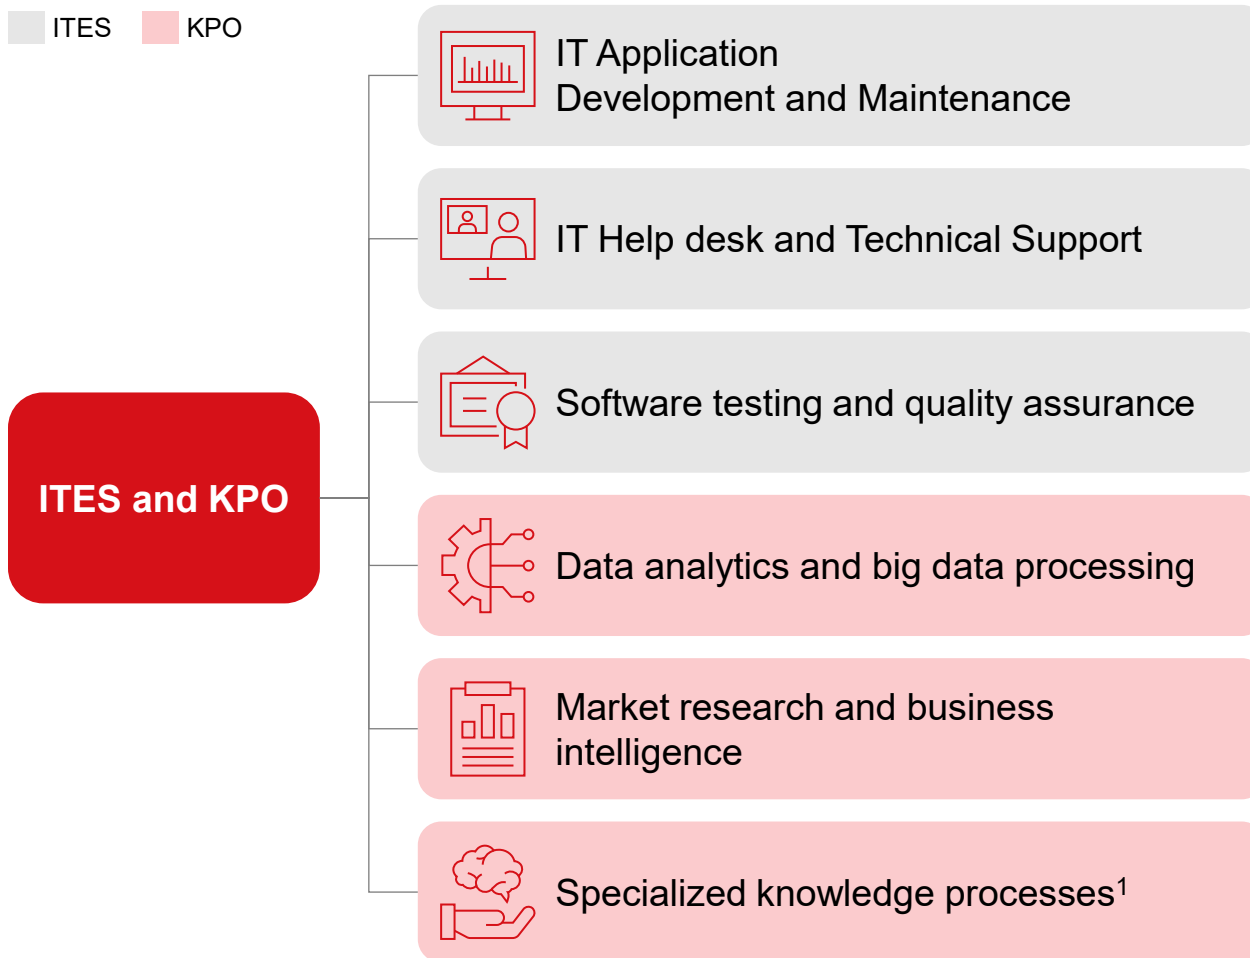 ITES KPO
IT Application
Development and Maintenance
IT Help desk and Technical Support
Software testing and quality assurance
ITES and KPO
Data analytics and big data processing
Market research and business
intelligence
Specialized knowledge processes¹